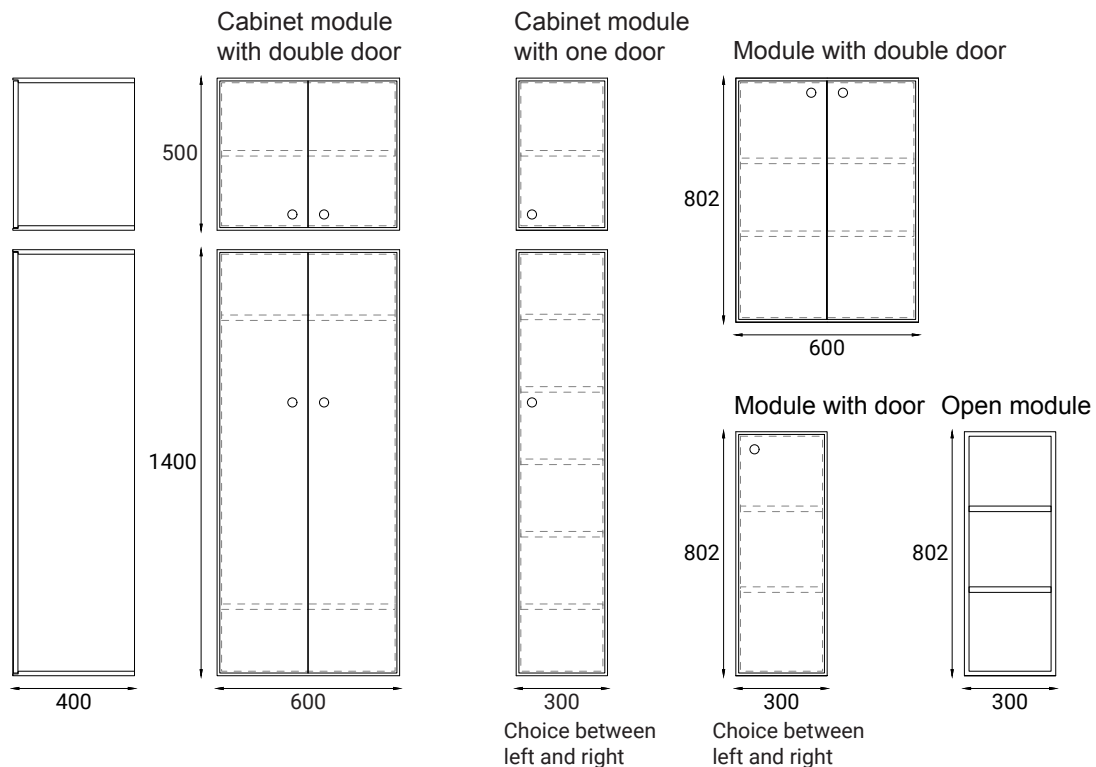 Cabinet module
with double door
Cabinet module
with one door
Module with double door
500
802
600
Module with door
Open module
1400
802
802
400
600
300
300
300
Choice between
left and right
Choice between
left and right